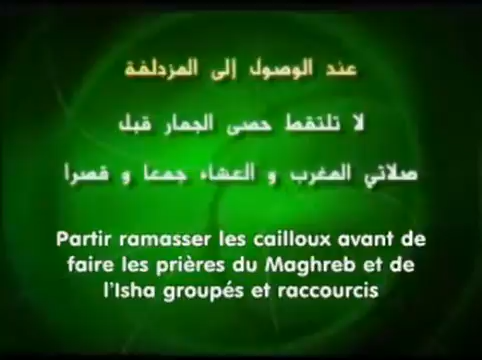 عند الوصول إلى المزدلفة
لا تلتقط حصى الجمار قبل
صلاتي المغرب و العشاء جمعا و قصرا
Partir ramasser les cailloux avant de
faire les prières du Maghreb et de
l'Isha groupés et raccourcis